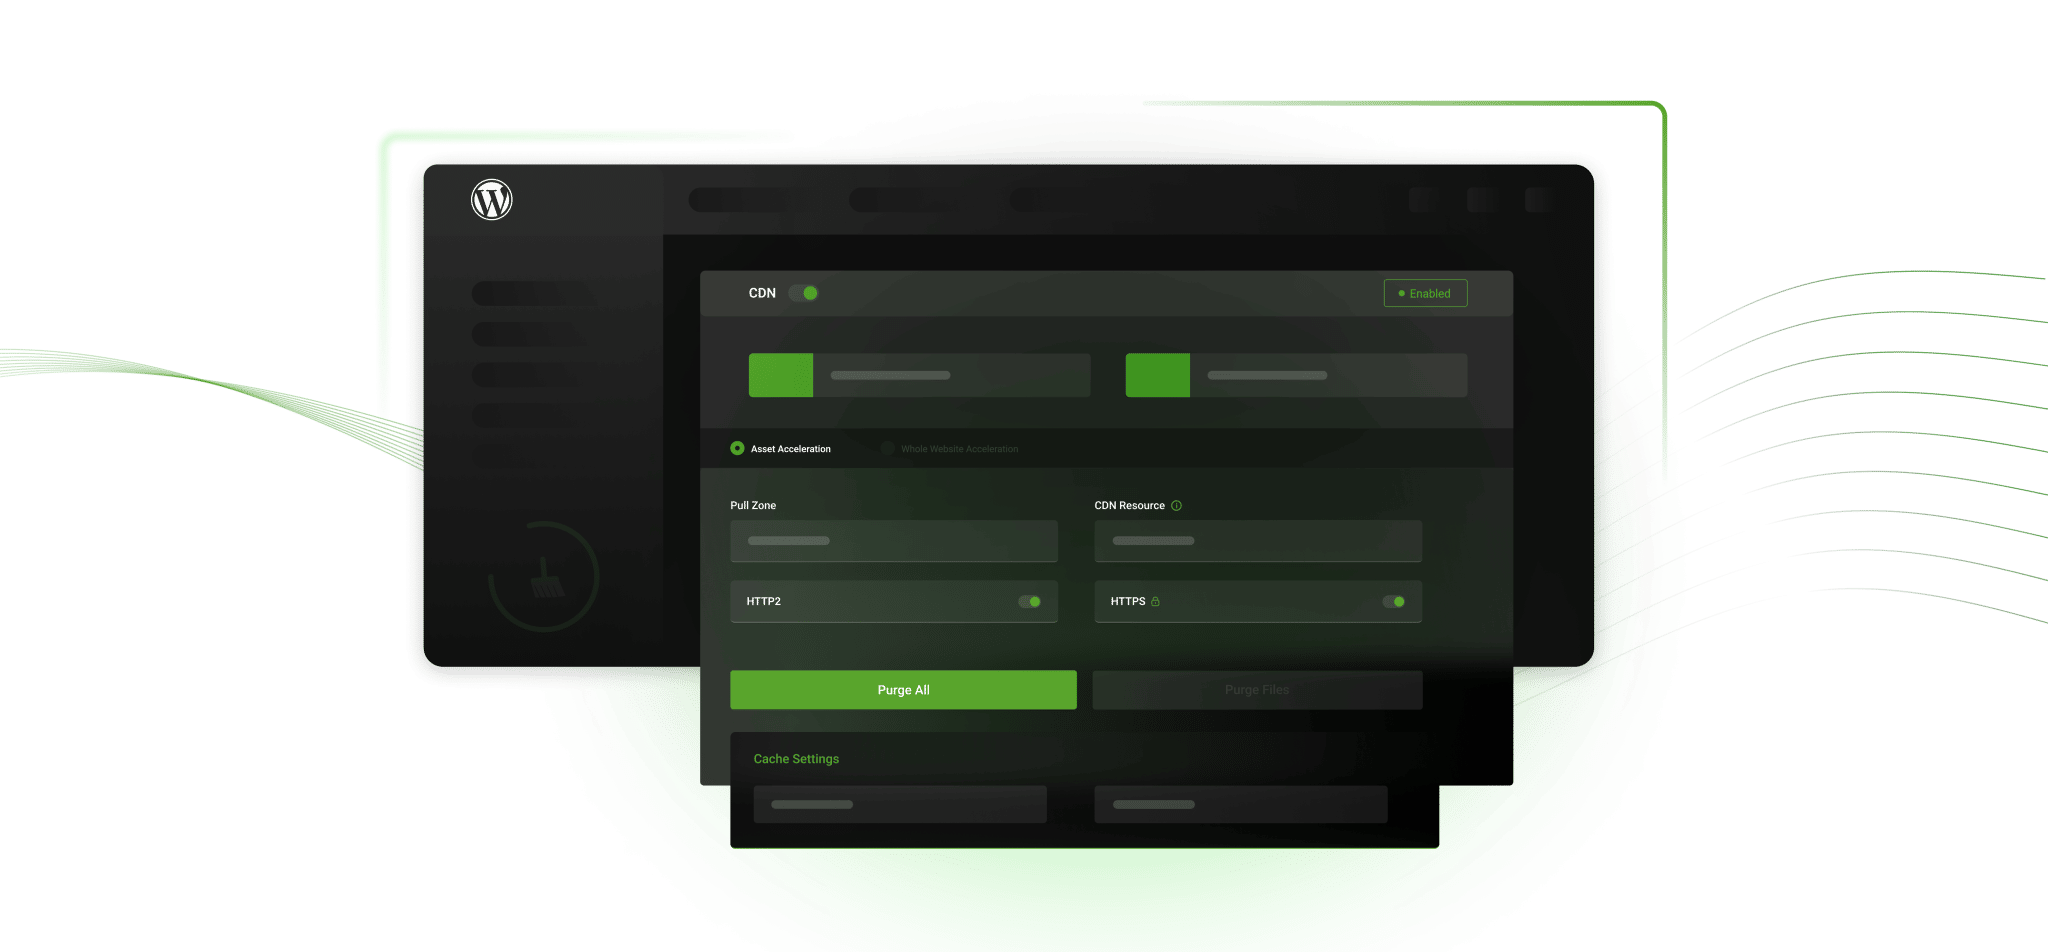 CDN
Enabled
Asset Acceleration
Whole Website Acceleration
Pull Zone
CDN Resource
HTTP2
HTTPS
Purge All
Purge Files
Cache Settings